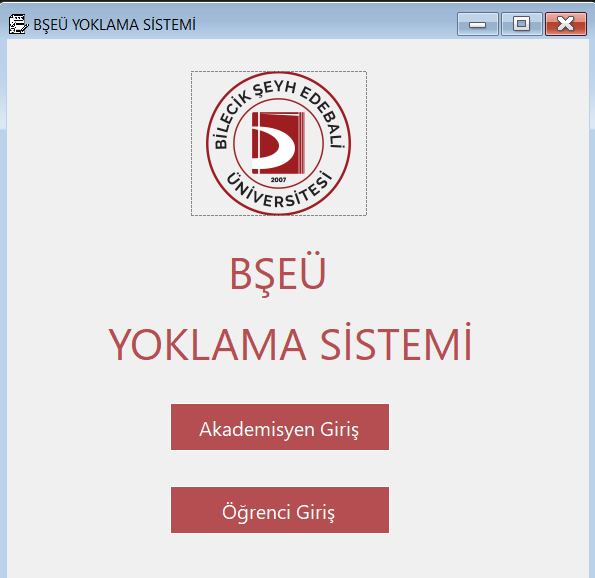 BŞEÜ YOKLAMA SİSTEMİ
BİLECİK ŞEYH EDEBALİ
2007
ÜNİVERSİTESİ
BŞEÜ
YOKLAMA SİSTEMİ
Akademisyen Giriş
Öğrenci Giriş